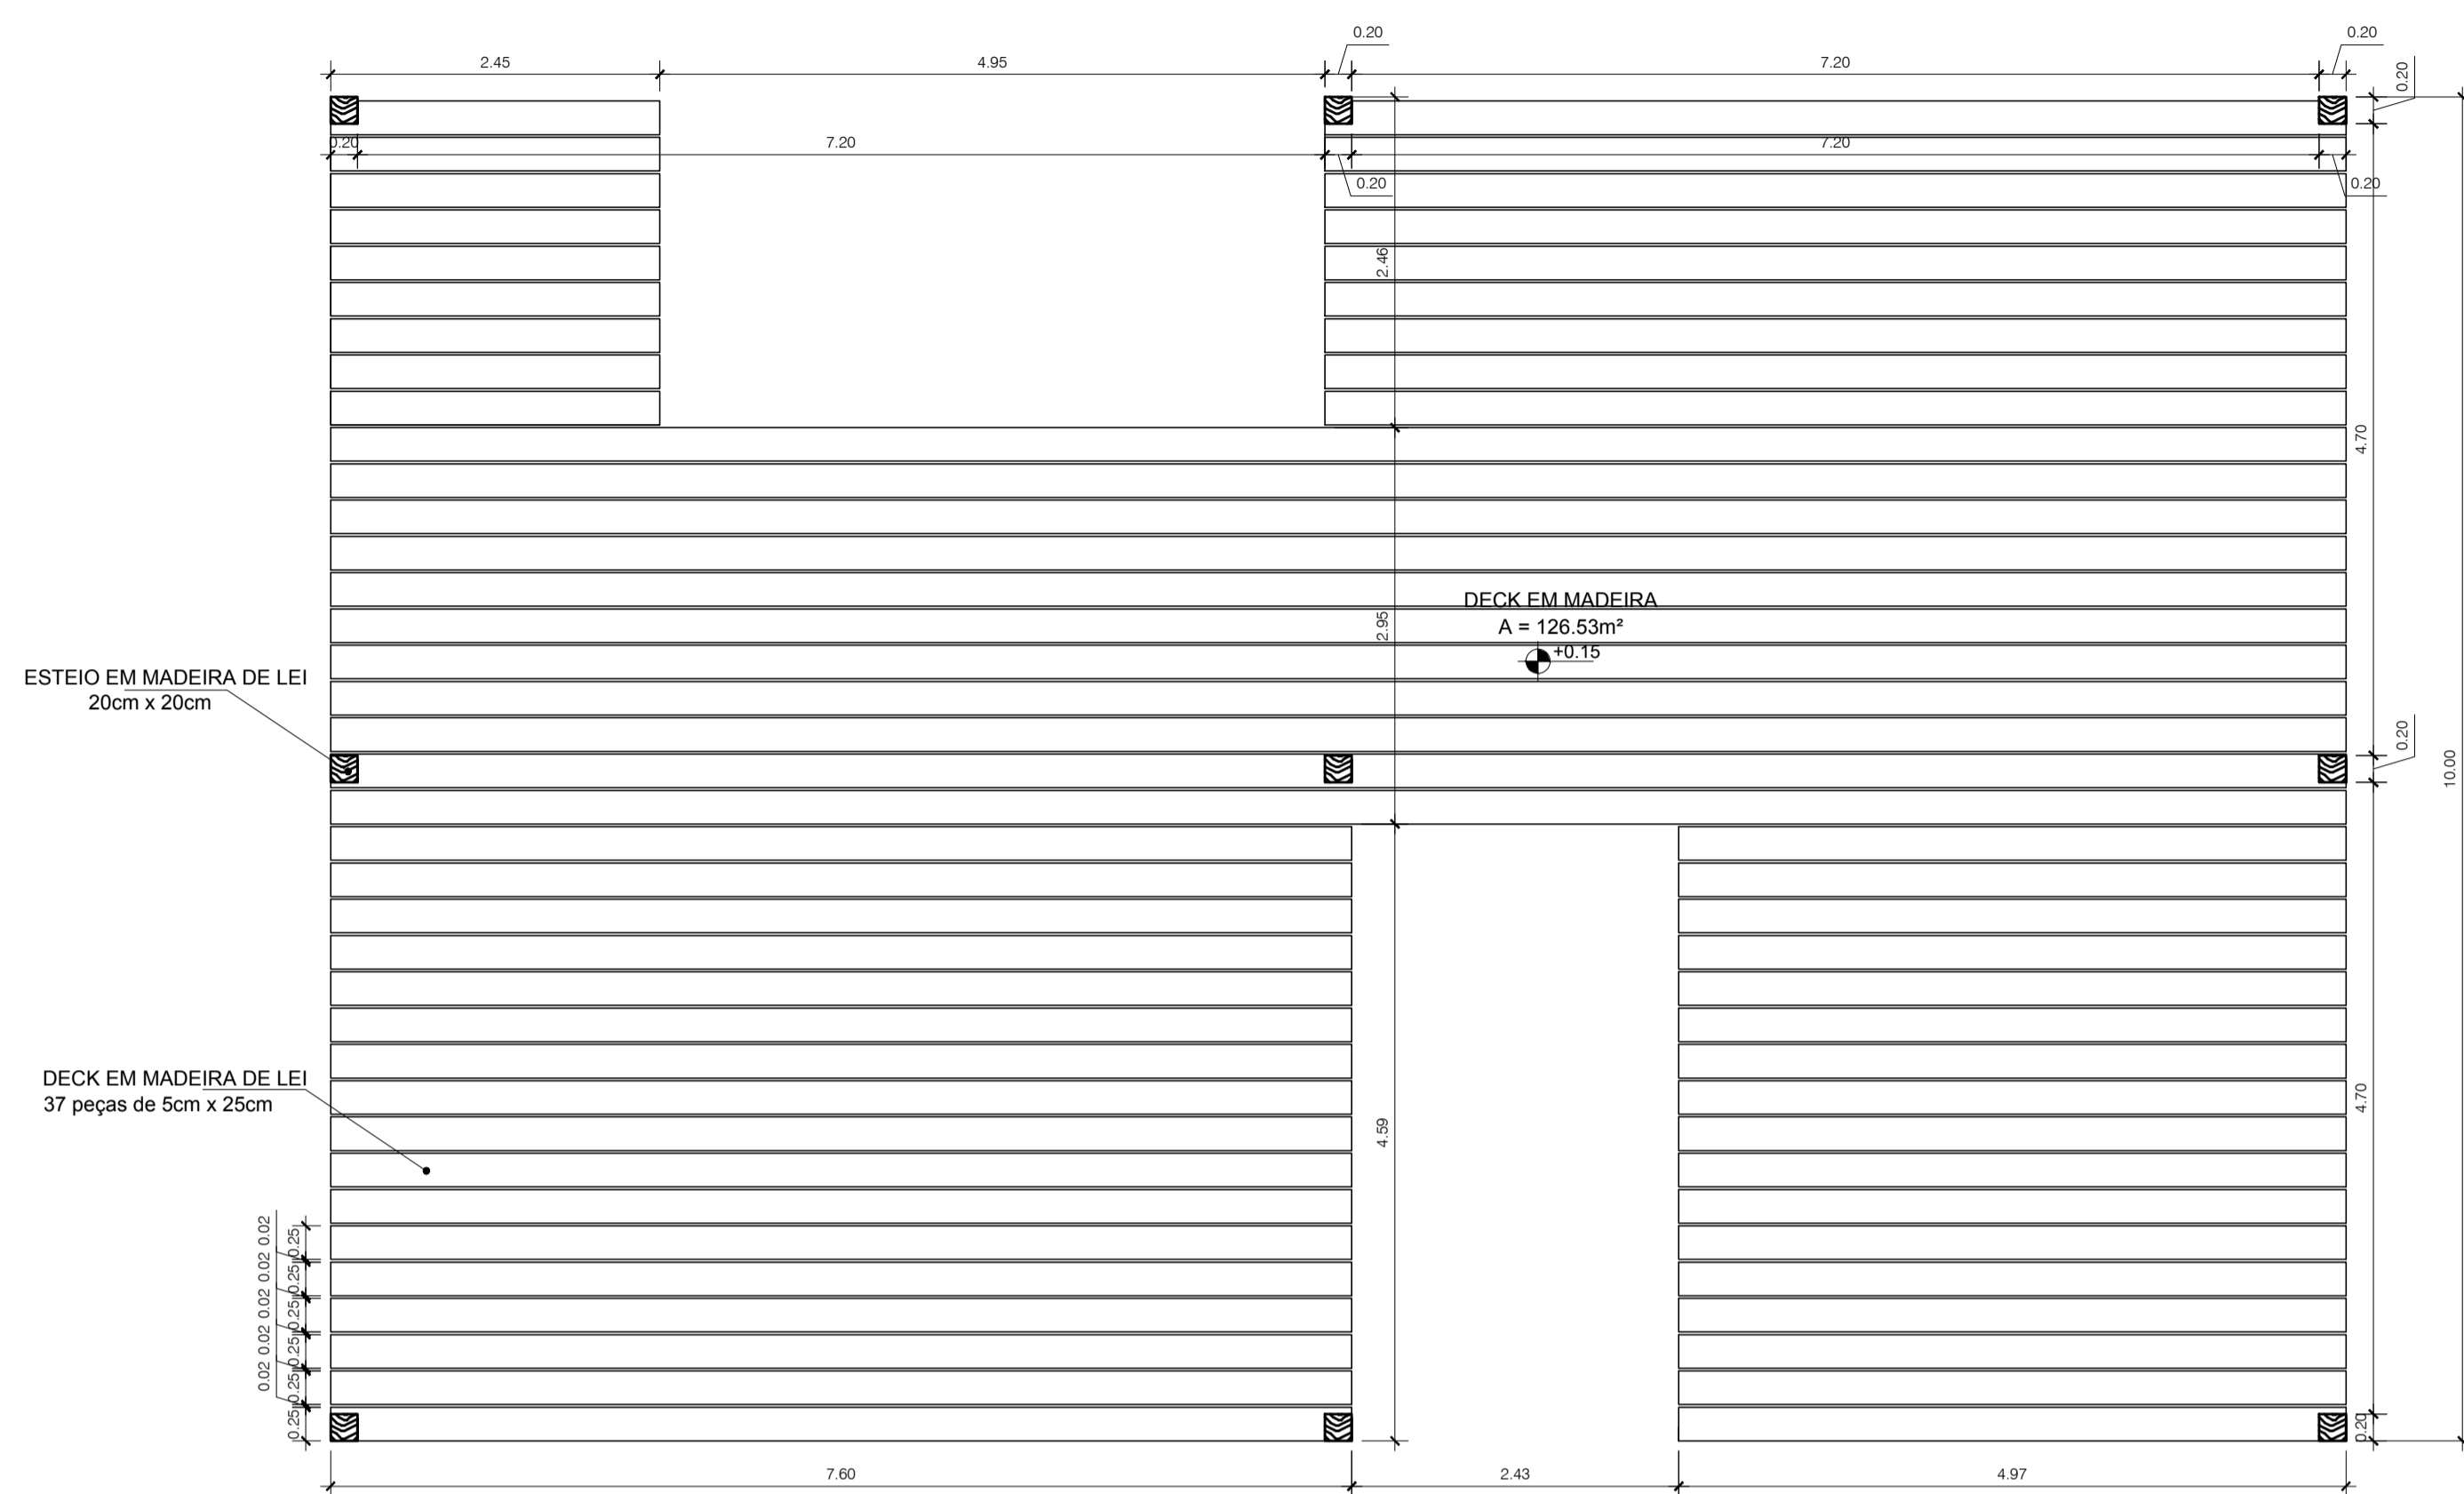 0.20
0.20
2.45
4.95
7.20
0.20
0.20
7.20
7.20
0.20
0.20
2.46
4.70
DECK EM MADEIRA
A = 126.53m²
+0.15
2.95
ESTEIO EM MADEIRA DE LEI
20cm x 20cm
0.20
10.00
DECK EM MADEIRA DE LEI
37 peças de 5cm x 25cm
4.59
4.70
0.02 0.02 0.02 0.02 0.02
0.25 0.25 0.25 0.25 0.25 0.25
0.20
7.60
2.43
4.97